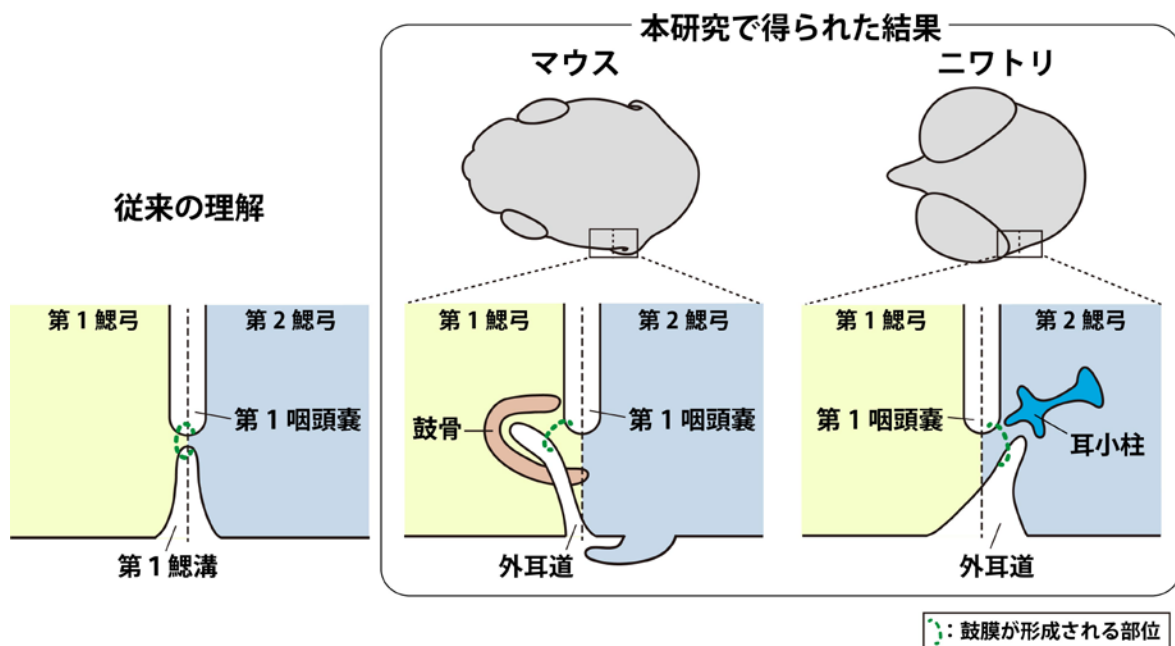 本研究で得られた結果
マウス
ニワトリ
従来の理解
第1鰓弓
第2鰓弓
第1咽頭嚢
第1鰓溝
第1鰓弓
第2鰓弓
第1咽頭嚢
鼓骨
外耳道
第1鰓弓
第2鰓弓
第1咽頭嚢
耳小柱
外耳道
：鼓膜が形成される部位